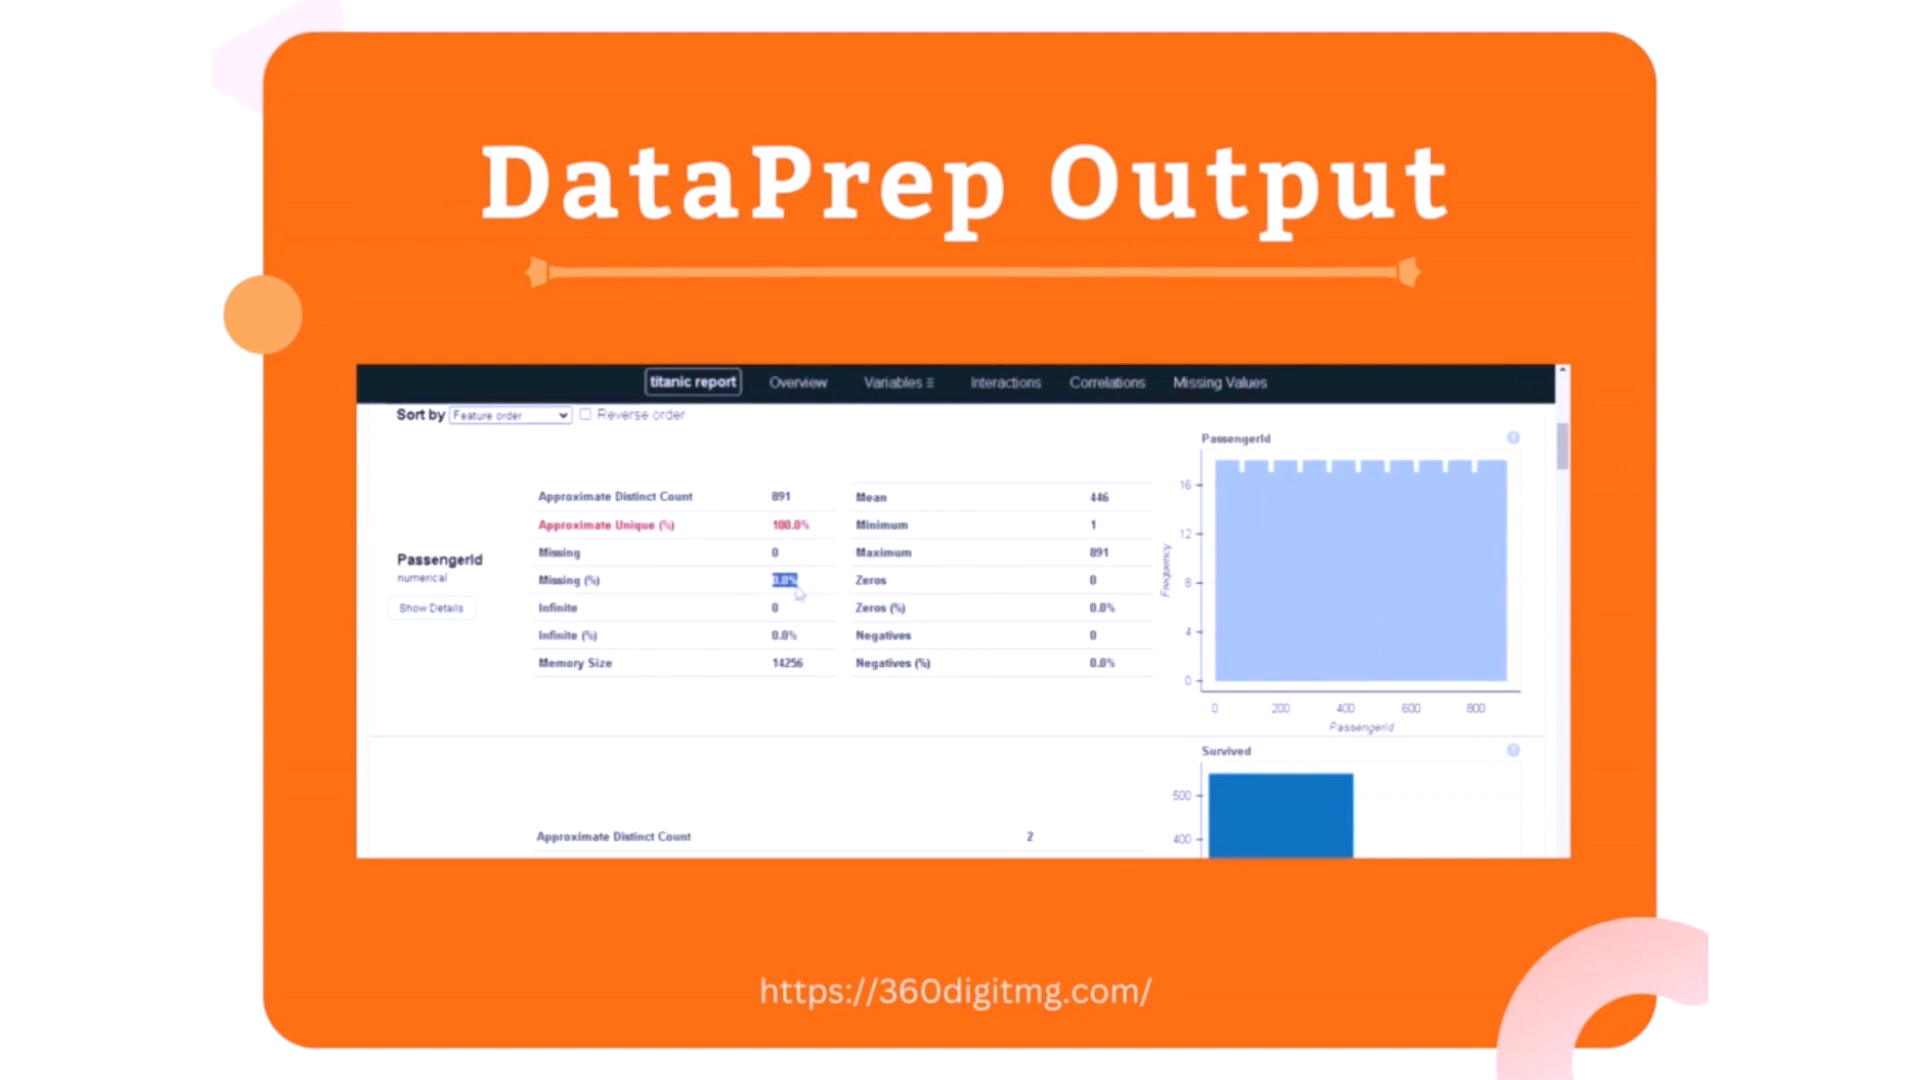 DataPrep Output
titanic report Overview Variables ☰ Interactions Correlations Missing Values
Sort by Feature order Reverse order
PassengerId
numerical
Show Details
Approximate Distinct Count 891
Approximate Unique (%) 100.0%
Missing 0
Missing (%) 0.0%
Infinite 0
Infinite (%) 0.0%
Memory Size 14256
Mean 446
Minimum 1
Maximum 891
Zeros 0
Zeros (%) 0.0%
Negatives 0
Negatives (%) 0.0%
PassengerId
Frequency
16
12
8
4
0
0 200 400 600 800
PassengerId
Approximate Distinct Count 2
Survived
500
400
https://360digitmg.com/